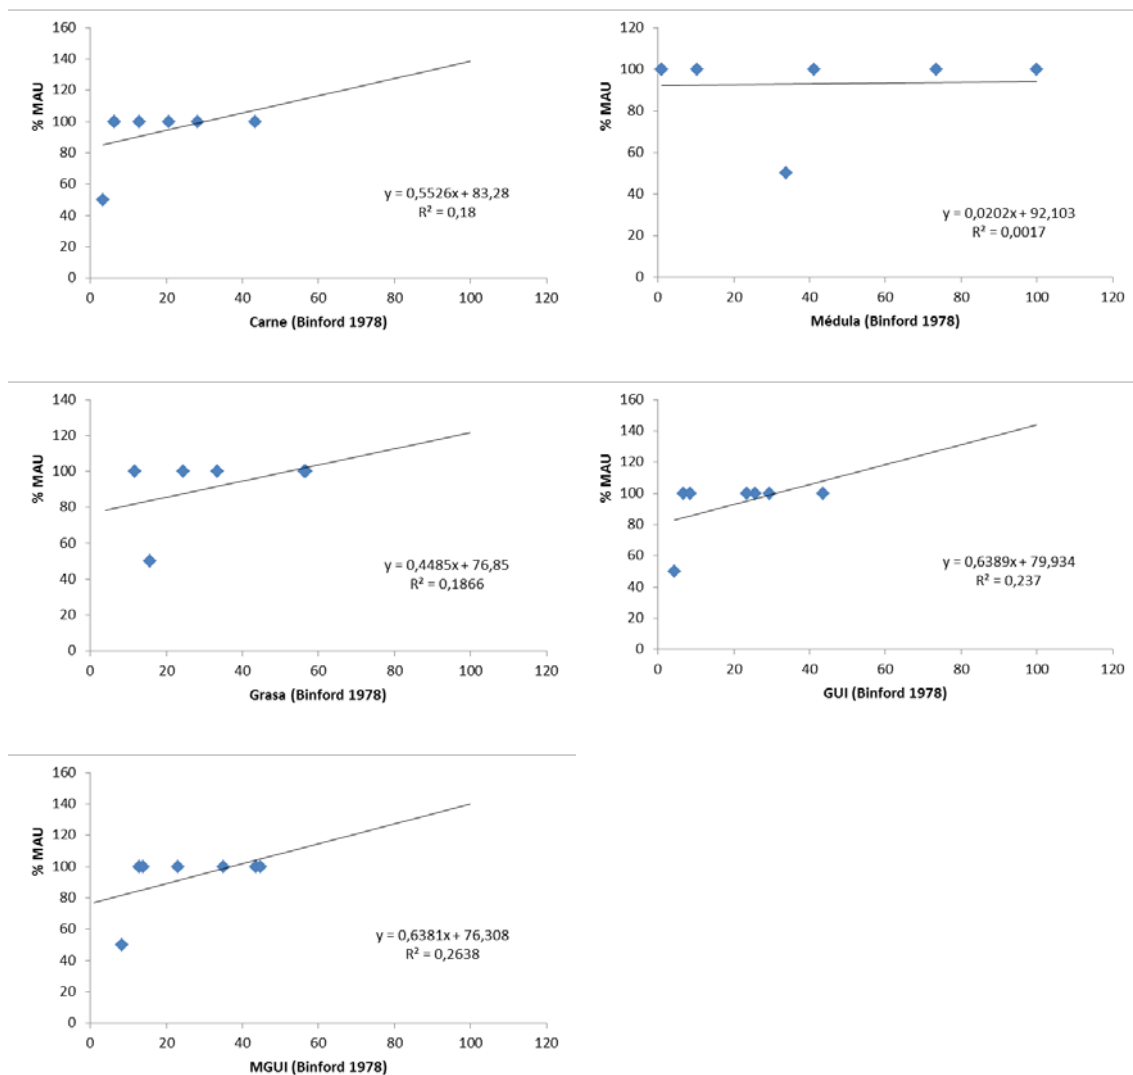 160
140
120
100
80
60
40
20
0
% MAU
y = 0,5526x + 83,28
R² = 0,18
0 20 40 60 80 100 120
Carne (Binford 1978)
120
100
80
60
40
20
0
% MAU
y = 0,0202x + 92,103
R² = 0,0017
0 20 40 60 80 100 120
Médula (Binford 1978)
140
120
100
80
60
40
20
0
% MAU
y = 0,4485x + 76,85
R² = 0,1866
0 20 40 60 80 100 120
Grasa (Binford 1978)
160
140
120
100
80
60
40
20
0
% MAU
y = 0,6389x + 79,934
R² = 0,237
0 20 40 60 80 100 120
GUI (Binford 1978)
160
140
120
100
80
60
40
20
0
% MAU
y = 0,6381x + 76,308
R² = 0,2638
0 20 40 60 80 100 120
MGUI (Binford 1978)